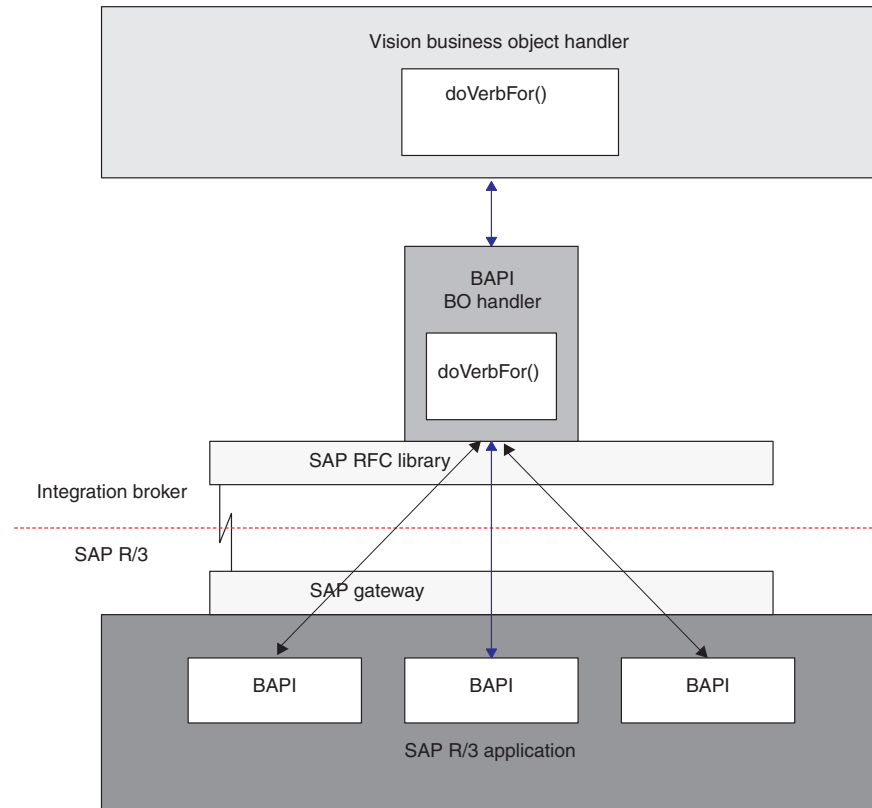 Vision business object handler
doVerbFor()
BAPI
BO handler
doVerbFor()
SAP RFC library
Integration broker
SAP R/3
SAP gateway
BAPI
BAPI
BAPI
SAP R/3 application